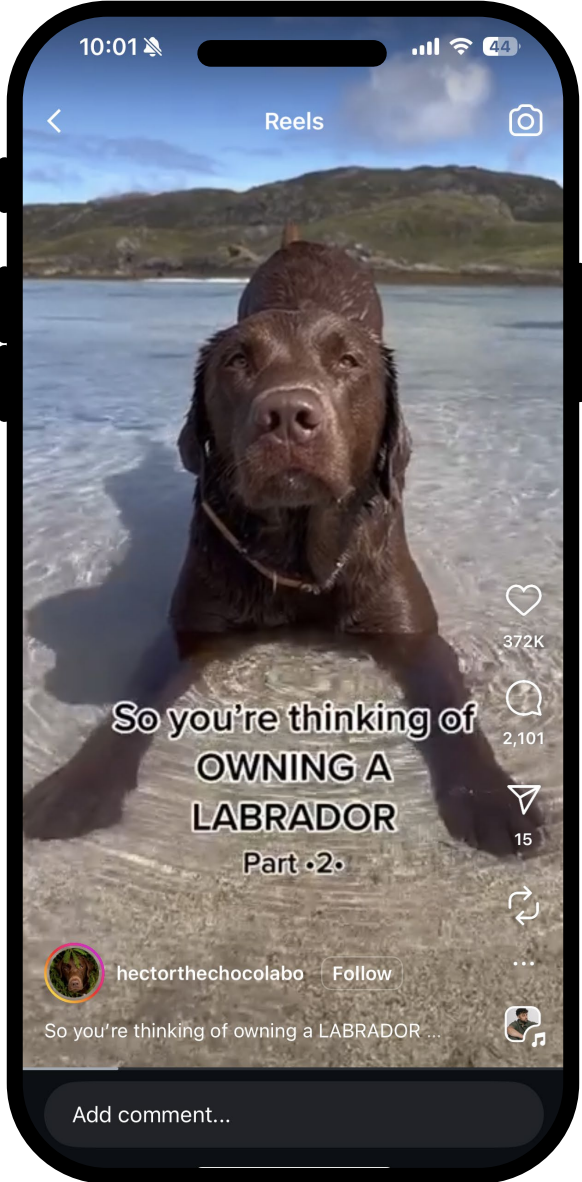 10:01
44
Reels
372K
2,101
15
So you're thinking of
OWNING A
LABRADOR
Part •2•
hectorthechocolabo
Follow
So you're thinking of owning a LABRADOR ...
Add comment...